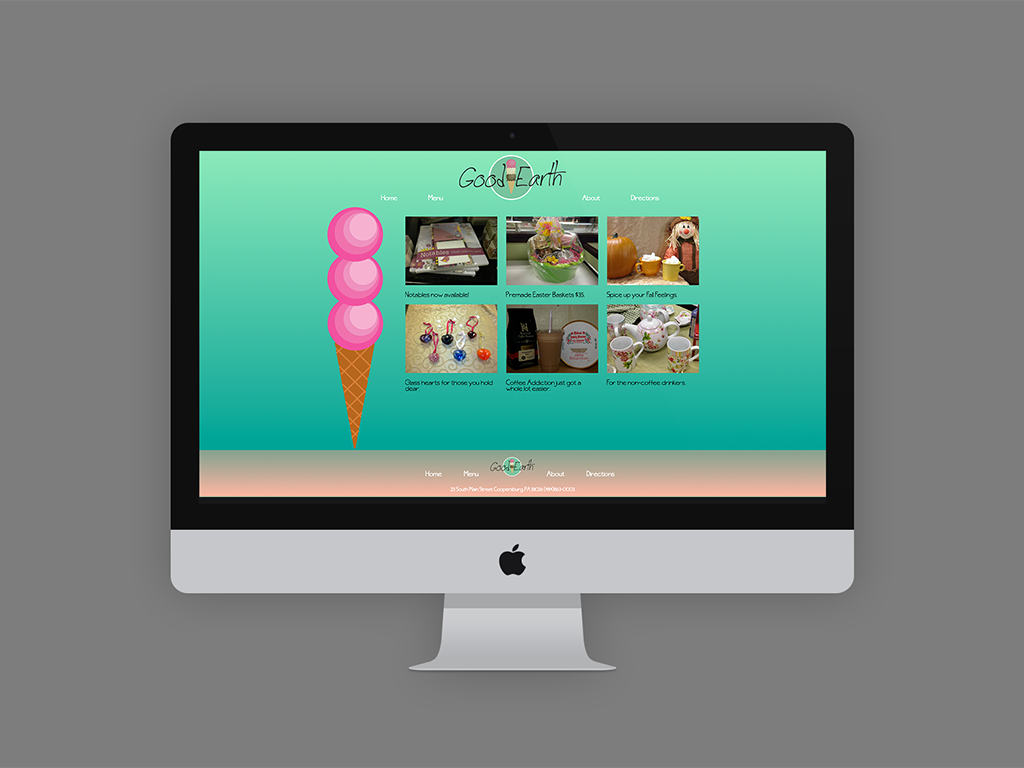 Good Earth
Home Menu About Directions
Notables
Notables now available!
Premade Easter Baskets $35.
Spice up your Fall Feelings.
Glass hearts for those you hold
dear.
Coffee Addiction just got a
whole lot easier.
For the non-coffee drinkers.
Good Earth
Home Menu About Directions
23 South Main Street Coopersburg, PA